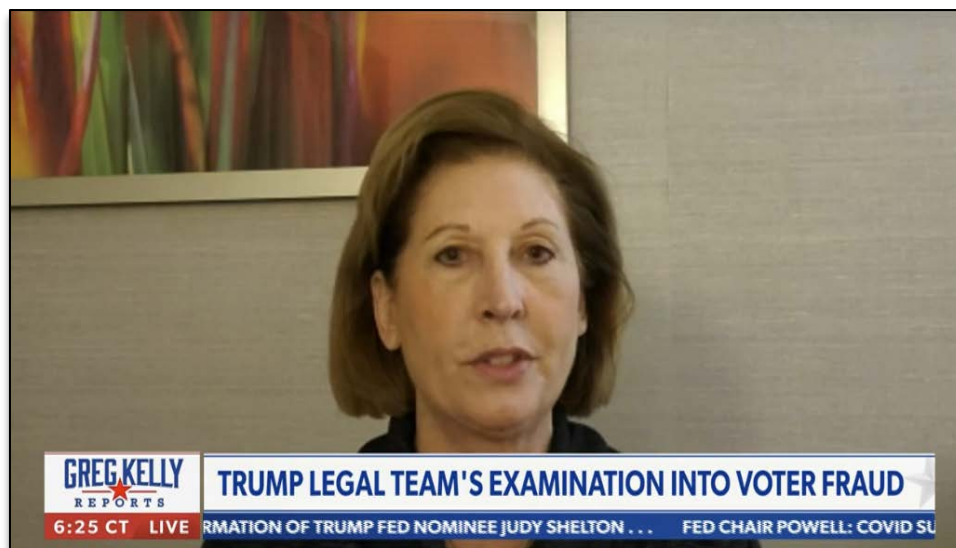 GREG KELLY
REPORTS
TRUMP LEGAL TEAM'S EXAMINATION INTO VOTER FRAUD
6:25 CT LIVE
RMATION OF TRUMP FED NOMINEE JUDY SHELTON . . . FED CHAIR POWELL: COVID SU